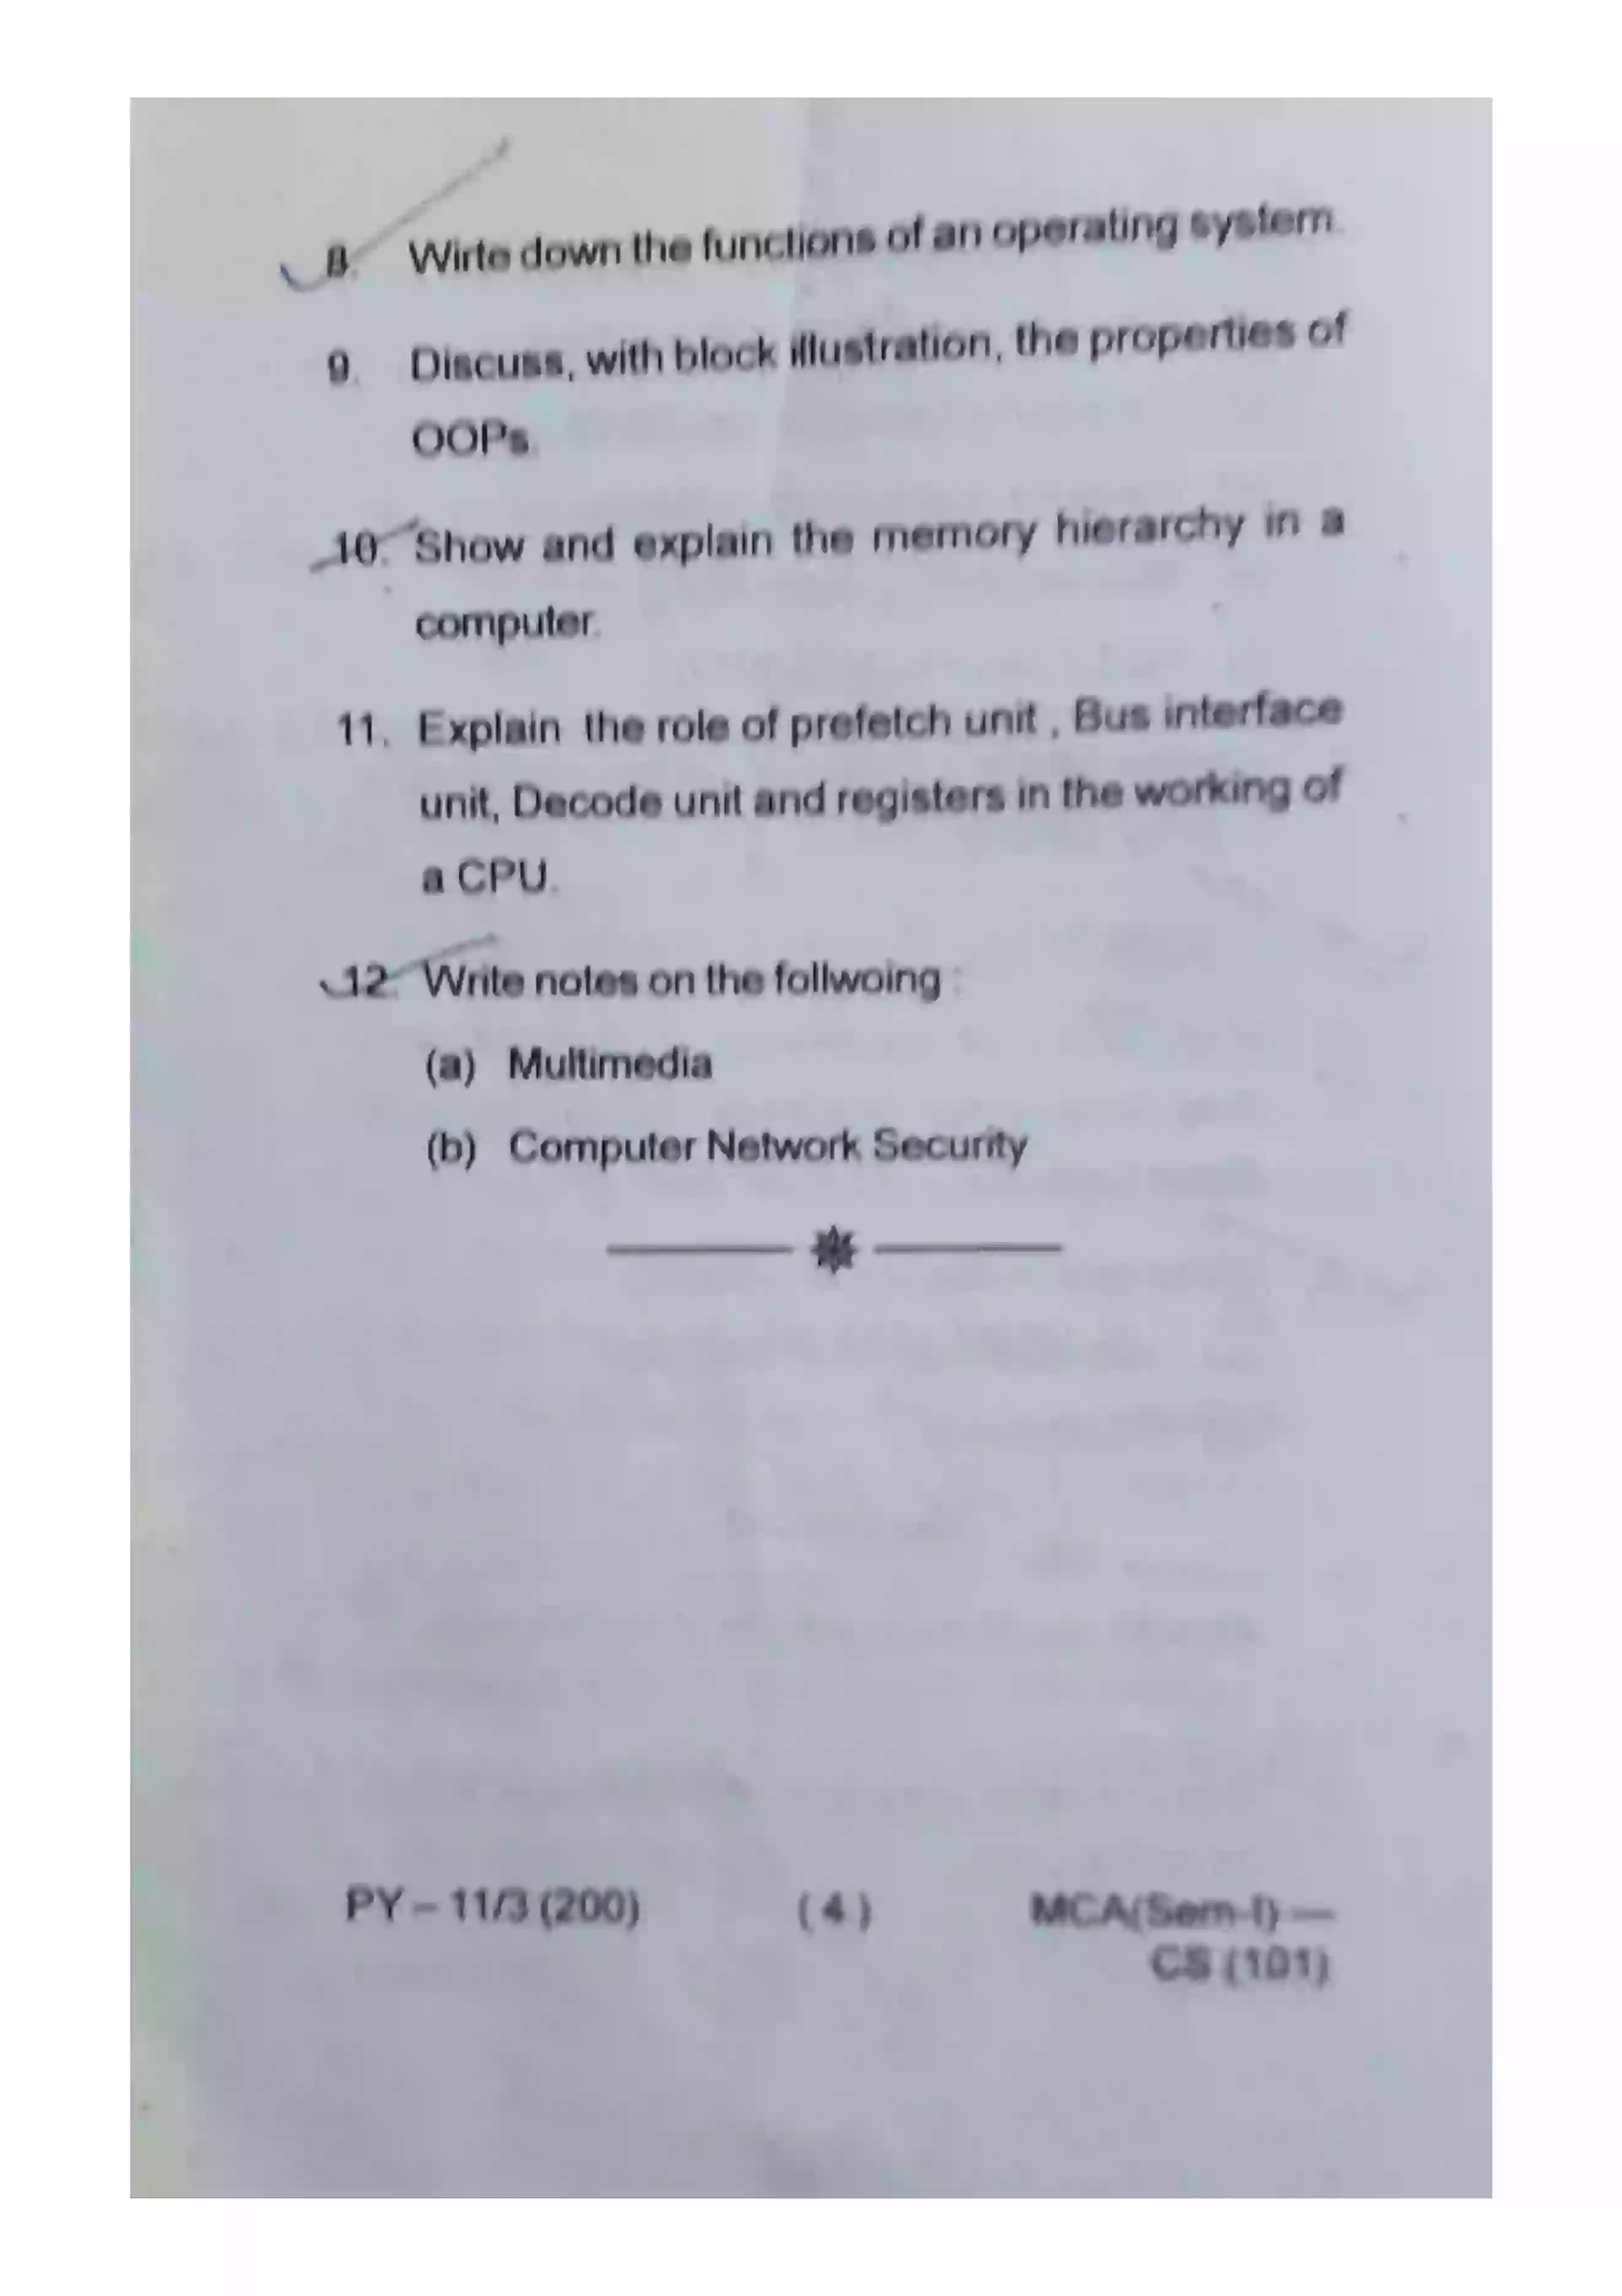 8. Wirte down the functions of an operating system.
9. Discuss, with block illustration, the properties of
OOPs.
10. Show and explain the memory hierarchy in a
computer.
11. Explain the role of prefetch unit , Bus interface
unit, Decode unit and registers in the working of
a CPU.
12. Write notes on the follwoing :
(a) Multimedia
(b) Computer Network Security
PY – 11/3 (200) ( 4 ) MCA(Sem-I) —
CS (101)